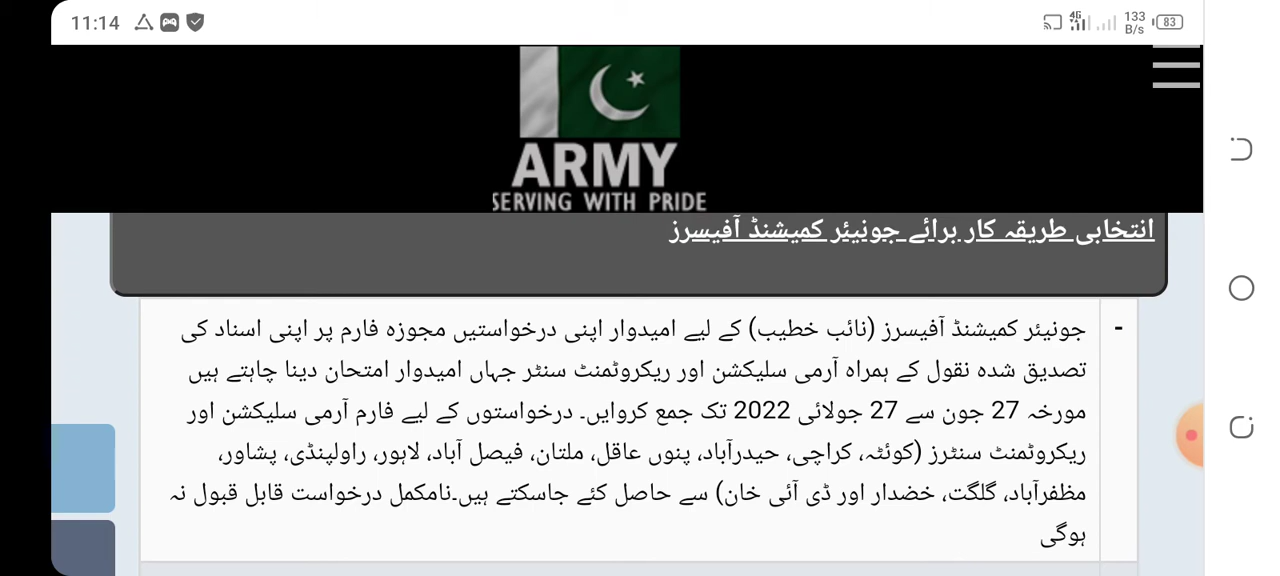 11:14
4G
133
B/s
83
ARMY
SERVING WITH PRIDE
انتخابی طریقہ کار برائے جونیئر کمیشنڈ آفیسرز
- جونیئر کمیشنڈ آفیسرز (نائب خطیب) کے لیے امیدوار اپنی درخواستیں مجوزہ فارم پر اپنی اسناد کی
تصدیق شدہ نقول کے ہمراہ آرمی سلیکشن اور ریکروٹمنٹ سنٹر جہاں امیدوار امتحان دینا چاہتے ہیں
مورخہ 27 جون سے 27 جولائی 2022 تک جمع کروایں۔ درخواستوں کے لیے فارم آرمی سلیکشن اور
ریکروٹمنٹ سنٹرز (کوئٹہ، کراچی، حیدرآباد، پنوں عاقل، ملتان، فیصل آباد، لاہور، راولپنڈی، پشاور،
مظفرآباد، گلگت، خضدار اور ڈی آئی خان) سے حاصل کئے جاسکتے ہیں۔نامکمل درخواست قابل قبول نہ
ہوگی